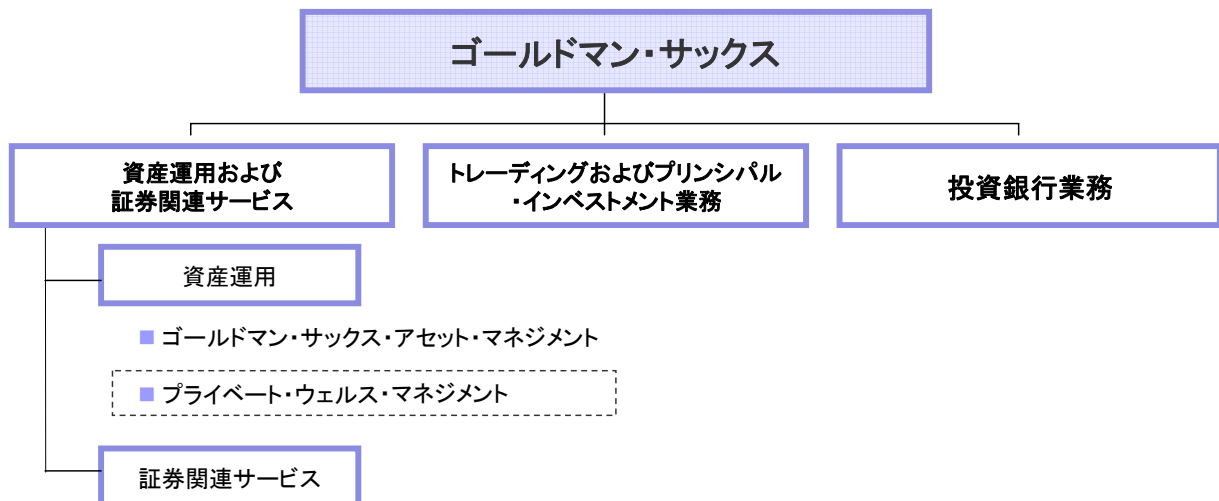 ゴールドマン・サックス
資産運用および
証券関連サービス
トレーディングおよびプリンシパル
・インベストメント業務
投資銀行業務
資産運用
■ ゴールドマン・サックス・アセット・マネジメント
■ プライベート・ウェルス・マネジメント
証券関連サービス